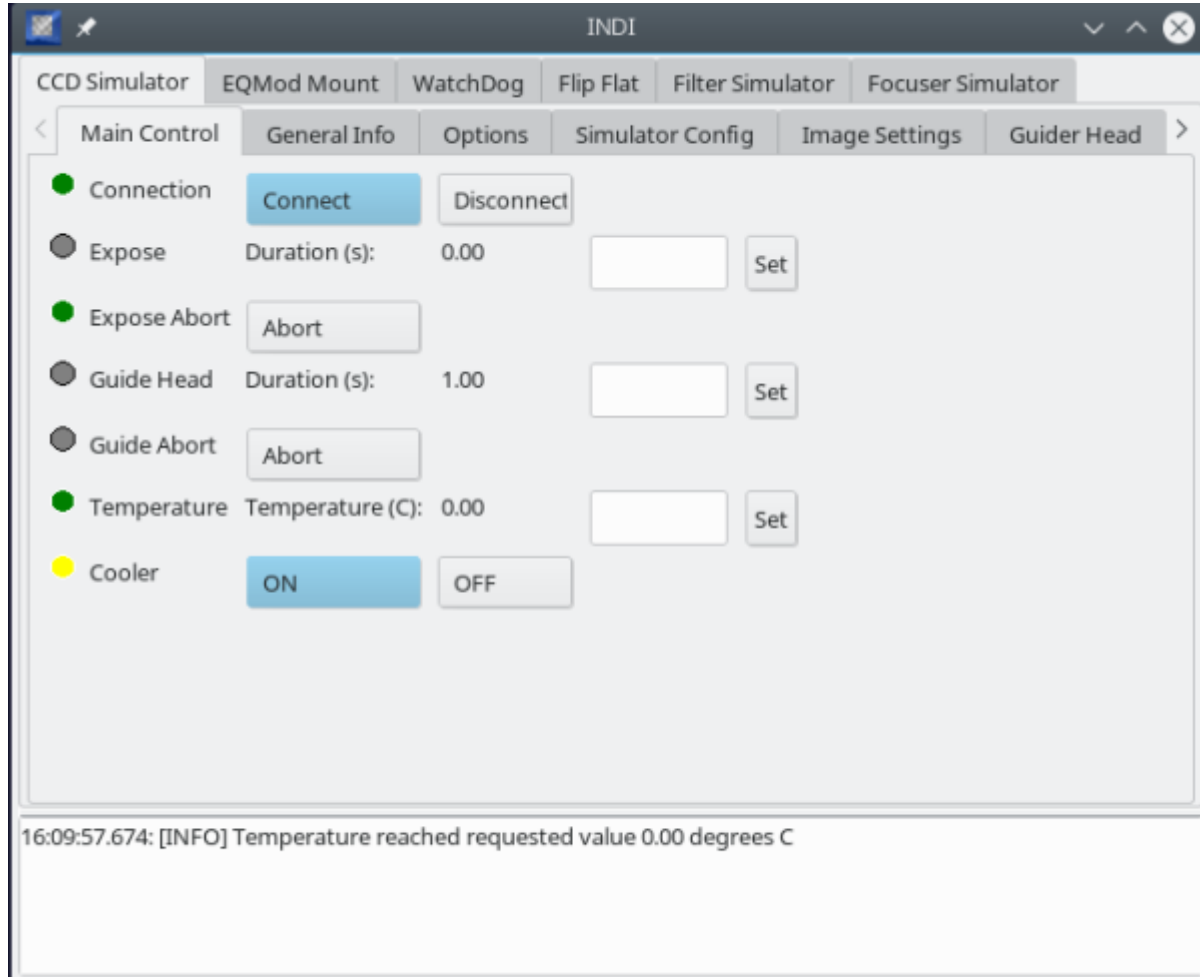 INDI
CCD Simulator EQMod Mount WatchDog Flip Flat Filter Simulator Focuser Simulator
Main Control General Info Options Simulator Config Image Settings Guider Head
Connection Connect Disconnect
Expose Duration (s): 0.00 Set
Expose Abort Abort
Guide Head Duration (s): 1.00 Set
Guide Abort Abort
Temperature Temperature (C): 0.00 Set
Cooler ON OFF
16:09:57.674: [INFO] Temperature reached requested value 0.00 degrees C